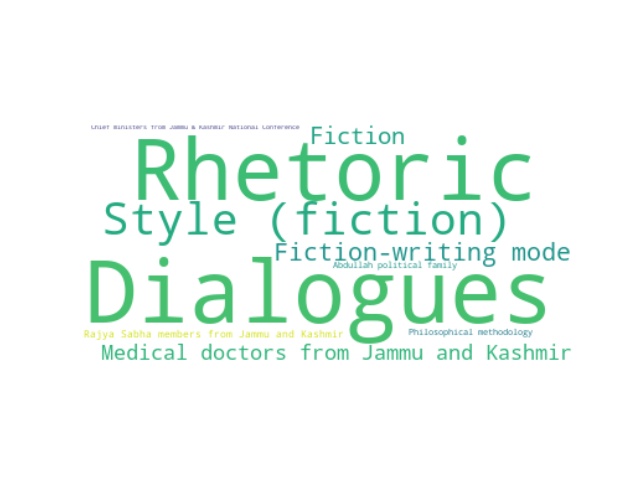 Chief Ministers from Jammu & Kashmir National Conference
Fiction
Rhetoric
Style (fiction)
Fiction-writing mode
Abdullah political family
Dialogues
Rajya Sabha members from Jammu and Kashmir
Philosophical methodology
Medical doctors from Jammu and Kashmir